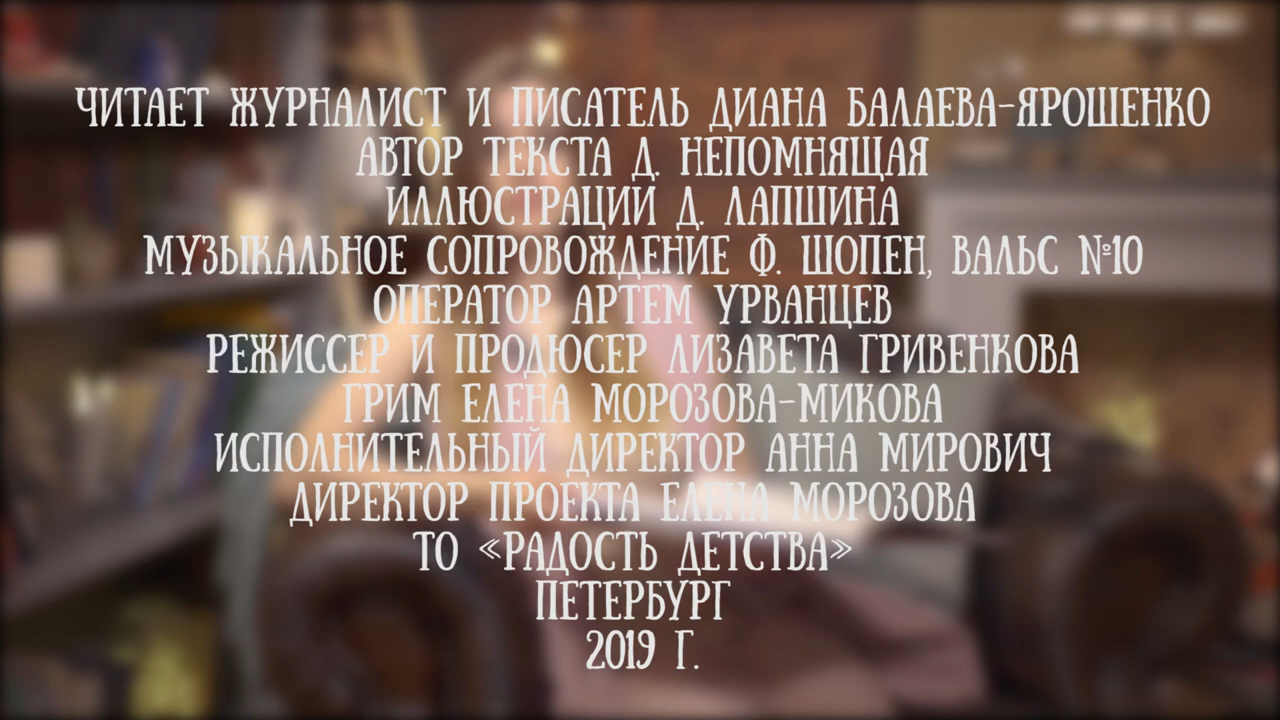 ЧИТАЕТ ЖУРНАЛИСТ И ПИСАТЕЛЬ ДИАНА БАЛАЕВА-ЯРОШЕНКО
АВТОР ТЕКСТА Д. НЕПОМНЯЩАЯ
ИЛЛЮСТРАЦИИ Д. ЛАПШИНА
МУЗЫКАЛЬНОЕ СОПРОВОЖДЕНИЕ Ф. ШОПЕН, ВАЛЬС №10
ОПЕРАТОР АРТЕМ УРВАНЦЕВ
РЕЖИССЕР И ПРОДЮСЕР ЛИЗАВЕТА ГРИВЕНКОВА
ГРИМ ЕЛЕНА МОРОЗОВА-МИКОВА
ИСПОЛНИТЕЛЬНЫЙ ДИРЕКТОР АННА МИРОВИЧ
ДИРЕКТОР ПРОЕКТА ЕЛЕНА МОРОЗОВА
ТО «РАДОСТЬ ДЕТСТВА»
ПЕТЕРБУРГ
2019 Г.